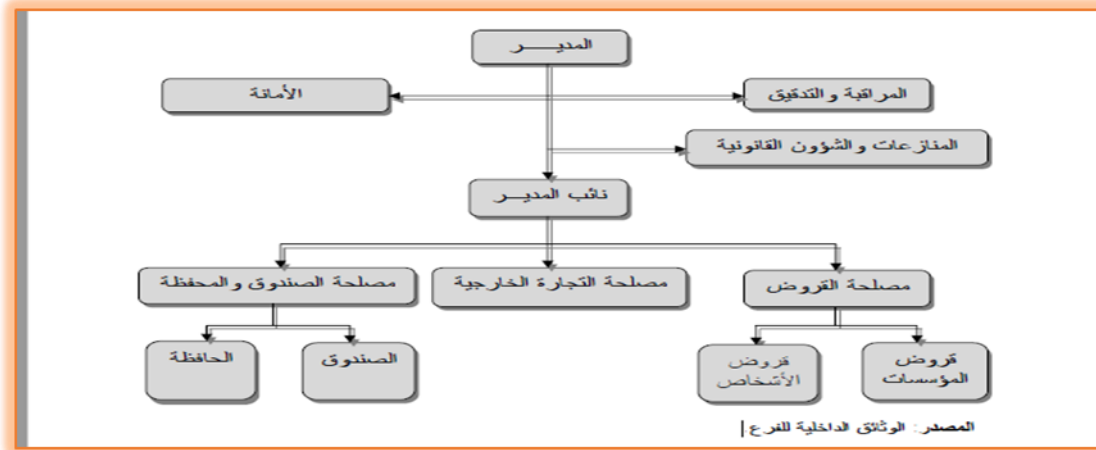 المديـــــر
الأمانة
المراقبة والتدقيق
المنازعات والشؤون القانونية
نائب المديــر
مصلحة الصندوق والمحفظة
مصلحة التجارة الخارجية
مصلحة القروض
الحافظة
الصندوق
قروض
الأشخاص
قروض
المؤسسات
المصدر: الوثائق الداخلية للفرع.